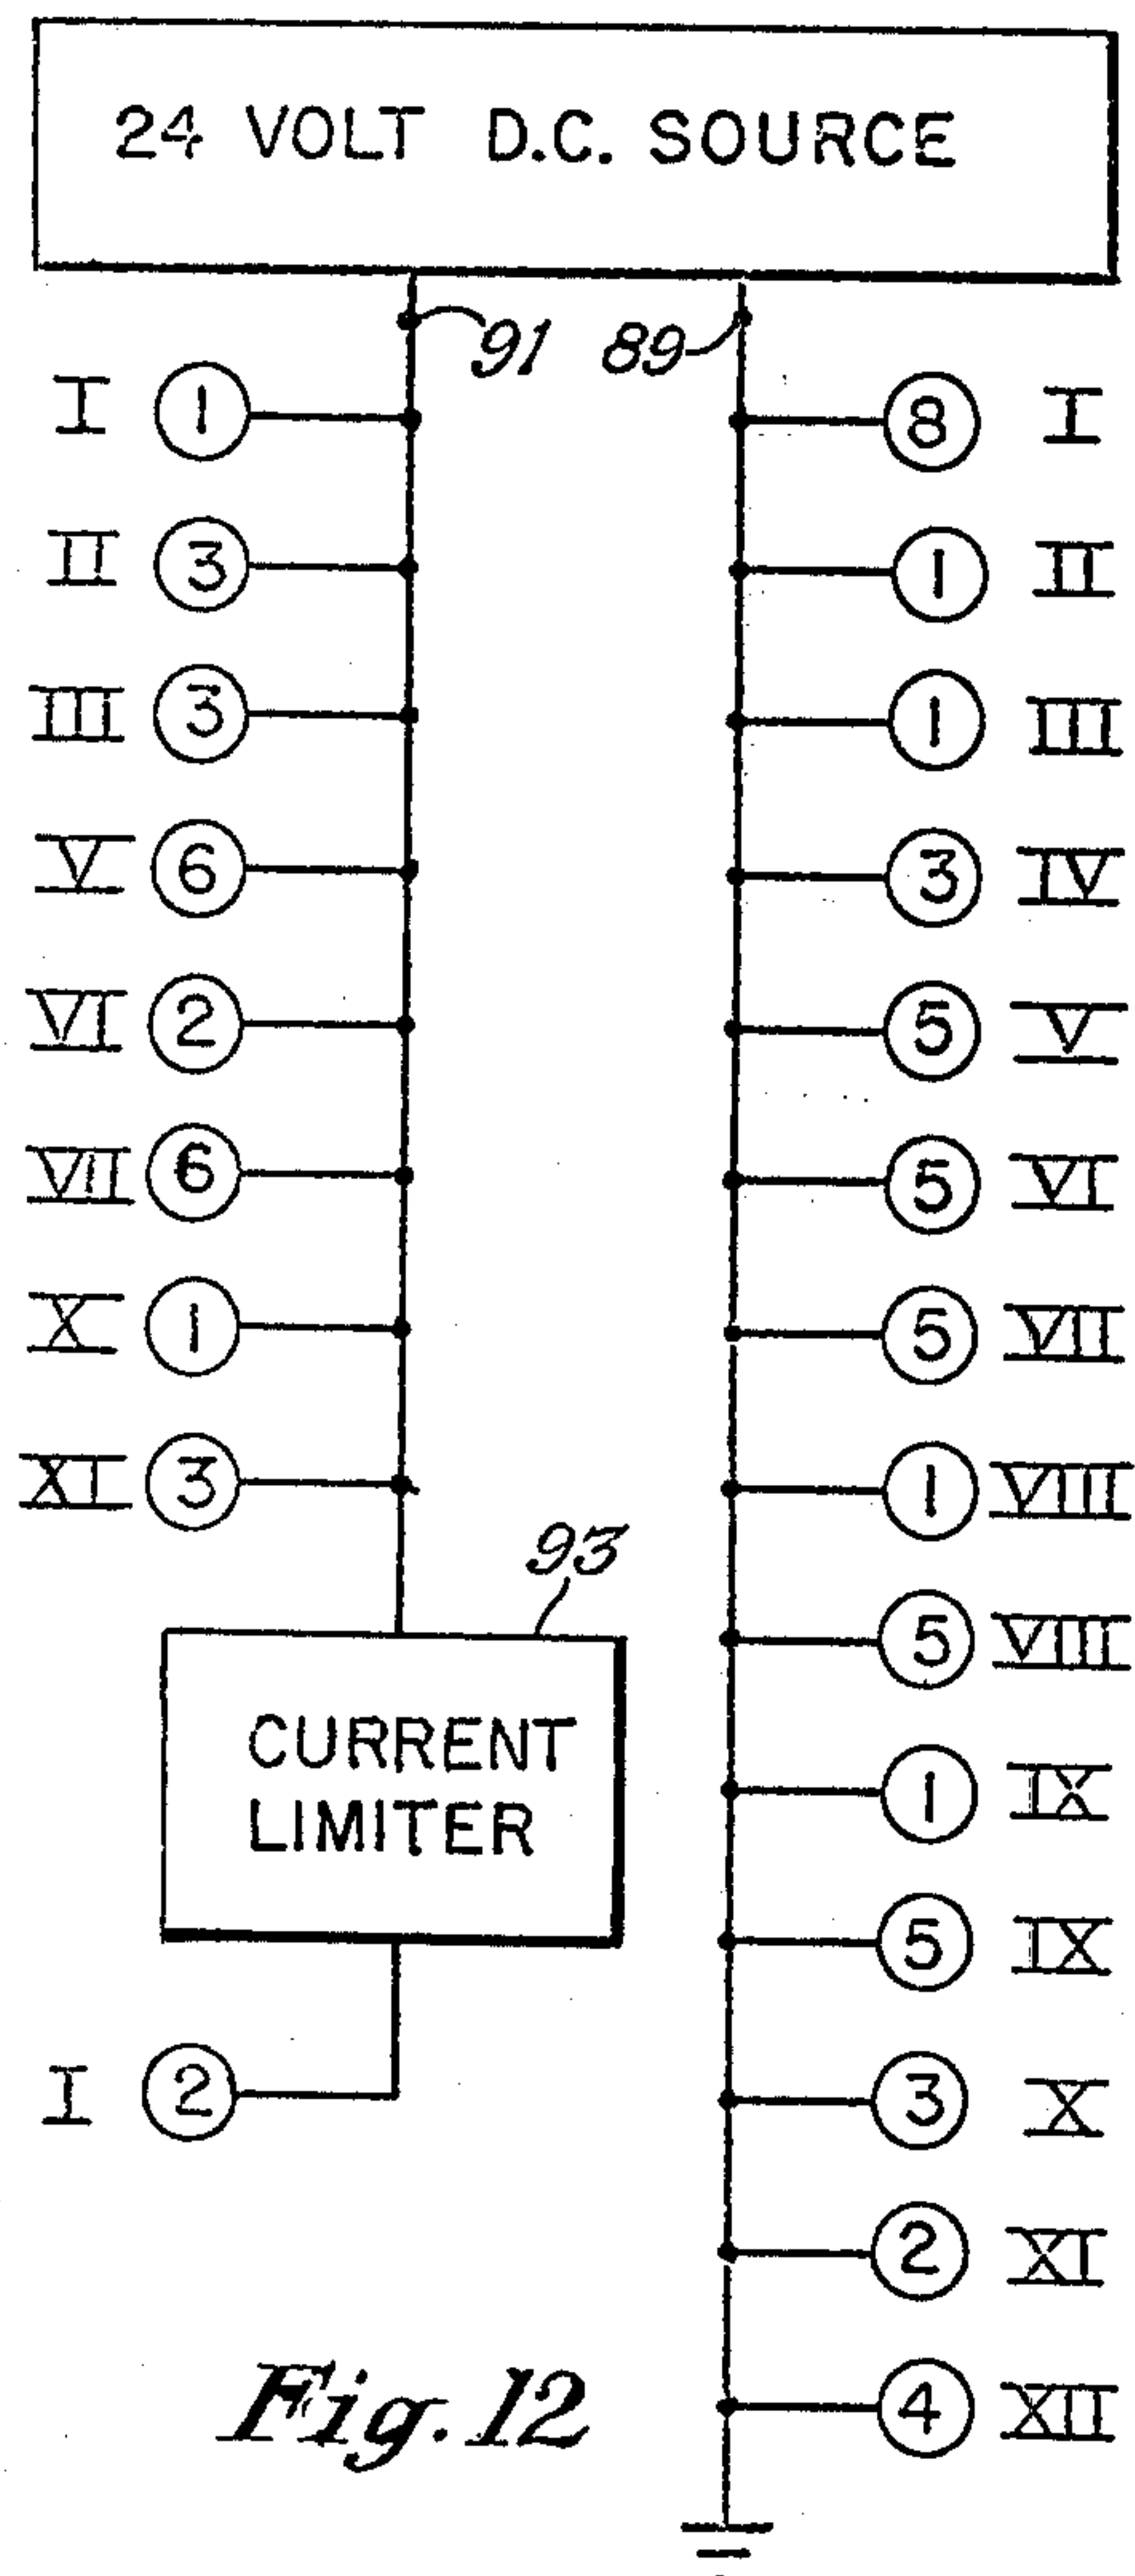 24 VOLT D.C. SOURCE
91 89
I 1 8 I
II 3 1 II
III 3 1 III
V 6 3 IV
VI 2 5 V
VII 6 5 VI
X 1 5 VII
XI 3 1 VIII
93
5 VIII
CURRENT
LIMITER
1 IX
5 IX
I 2 3 X
2 XI
4 XII
Fig. 12